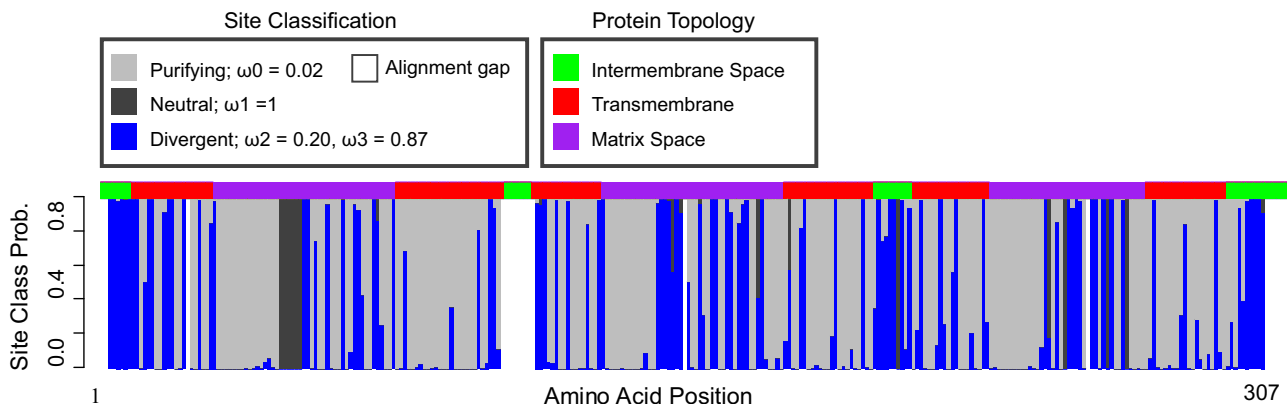 Site Classification
Protein Topology
Purifying; ω0 = 0.02
Alignment gap
Neutral; ω1 =1
Divergent; ω2 = 0.20, ω3 = 0.87
Intermembrane Space
Transmembrane
Matrix Space
Site Class Prob.
0.8
0.4
0.0
1
Amino Acid Position
307